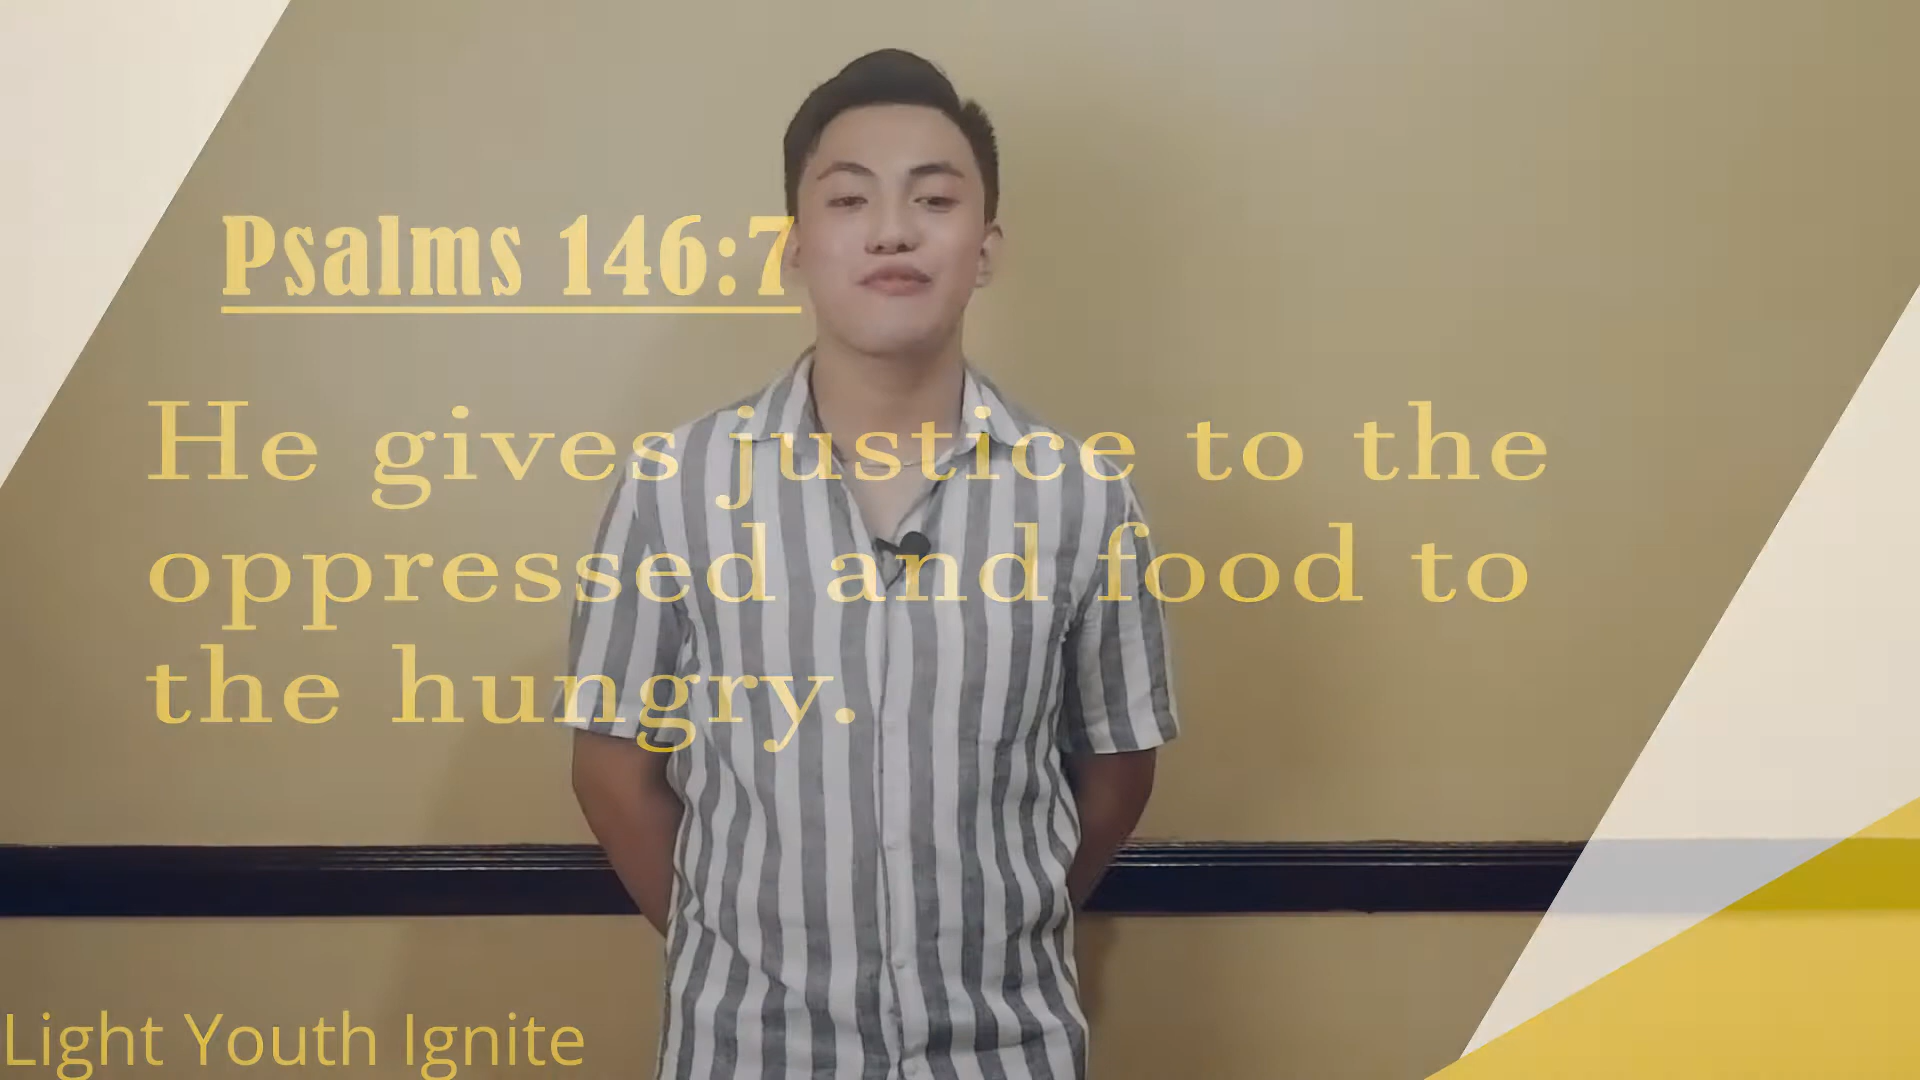 Psalms 146:7
He gives justice to the
oppressed and food to
the hungry.
Light Youth Ignite